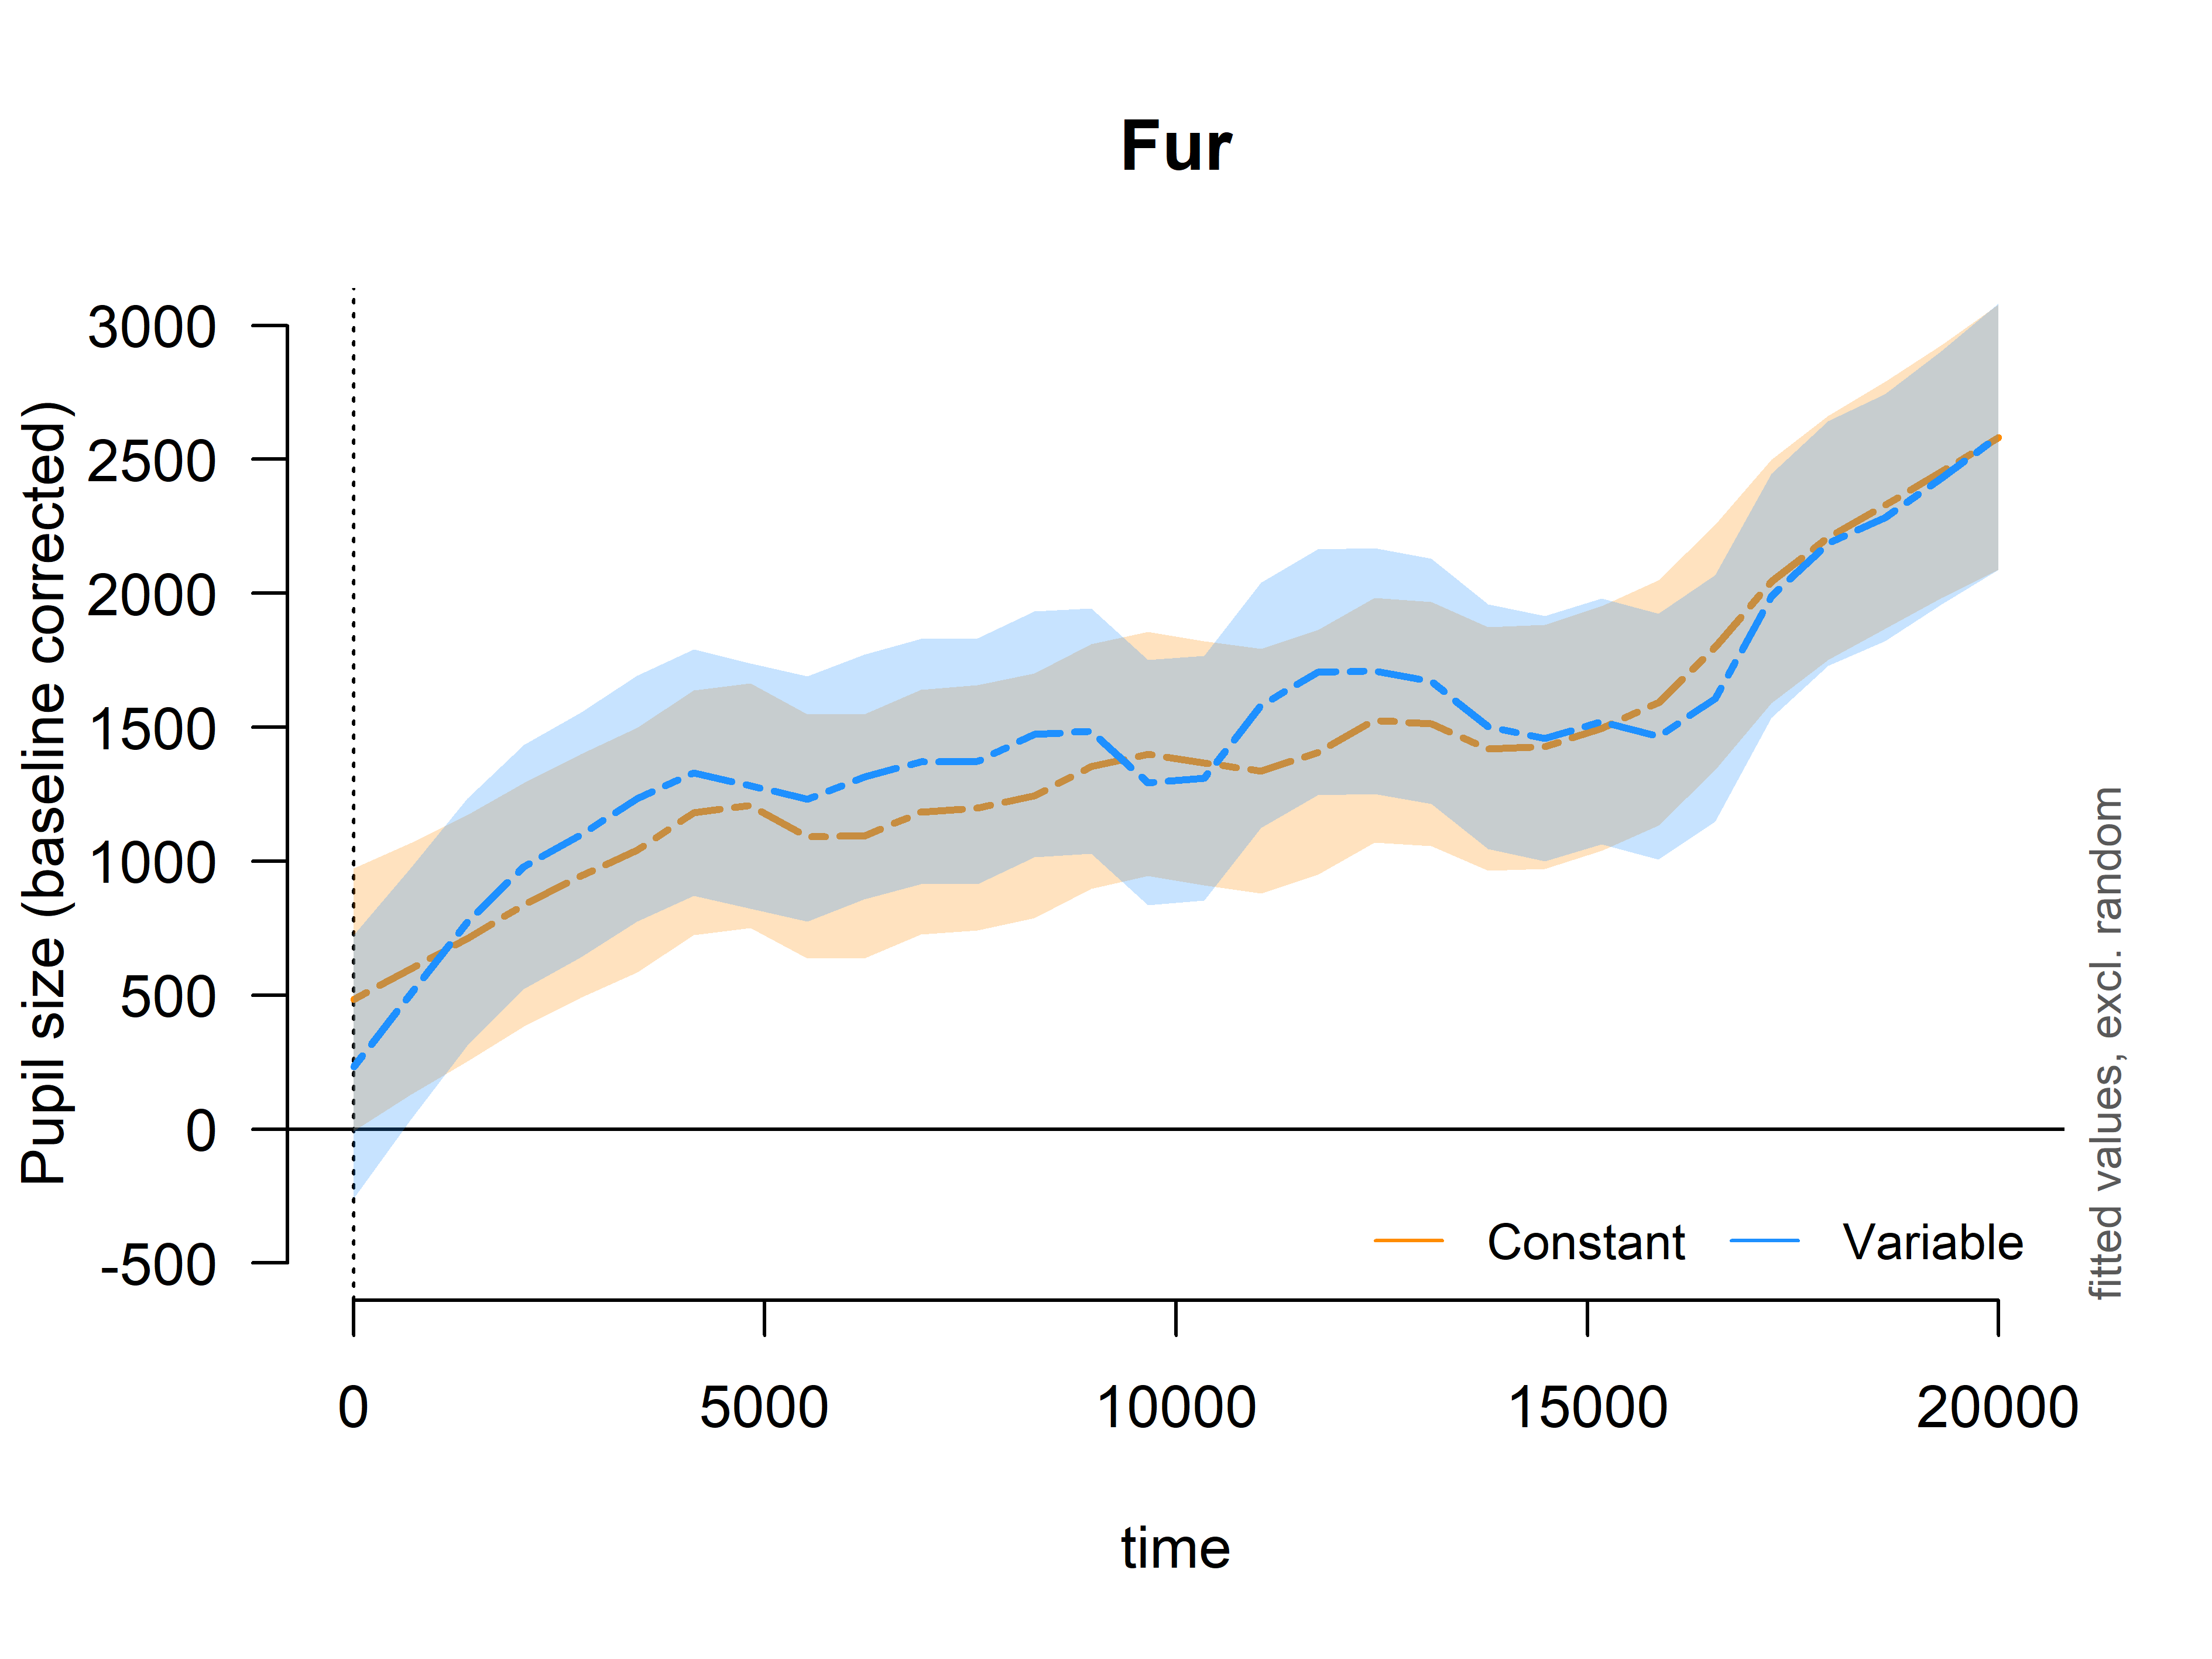 Fur
Pupil size (baseline corrected)
3000
2500
2000
1500
1000
500
0
-500
Constant
Variable
fitted values, excl. random
0
5000
10000
15000
20000
time